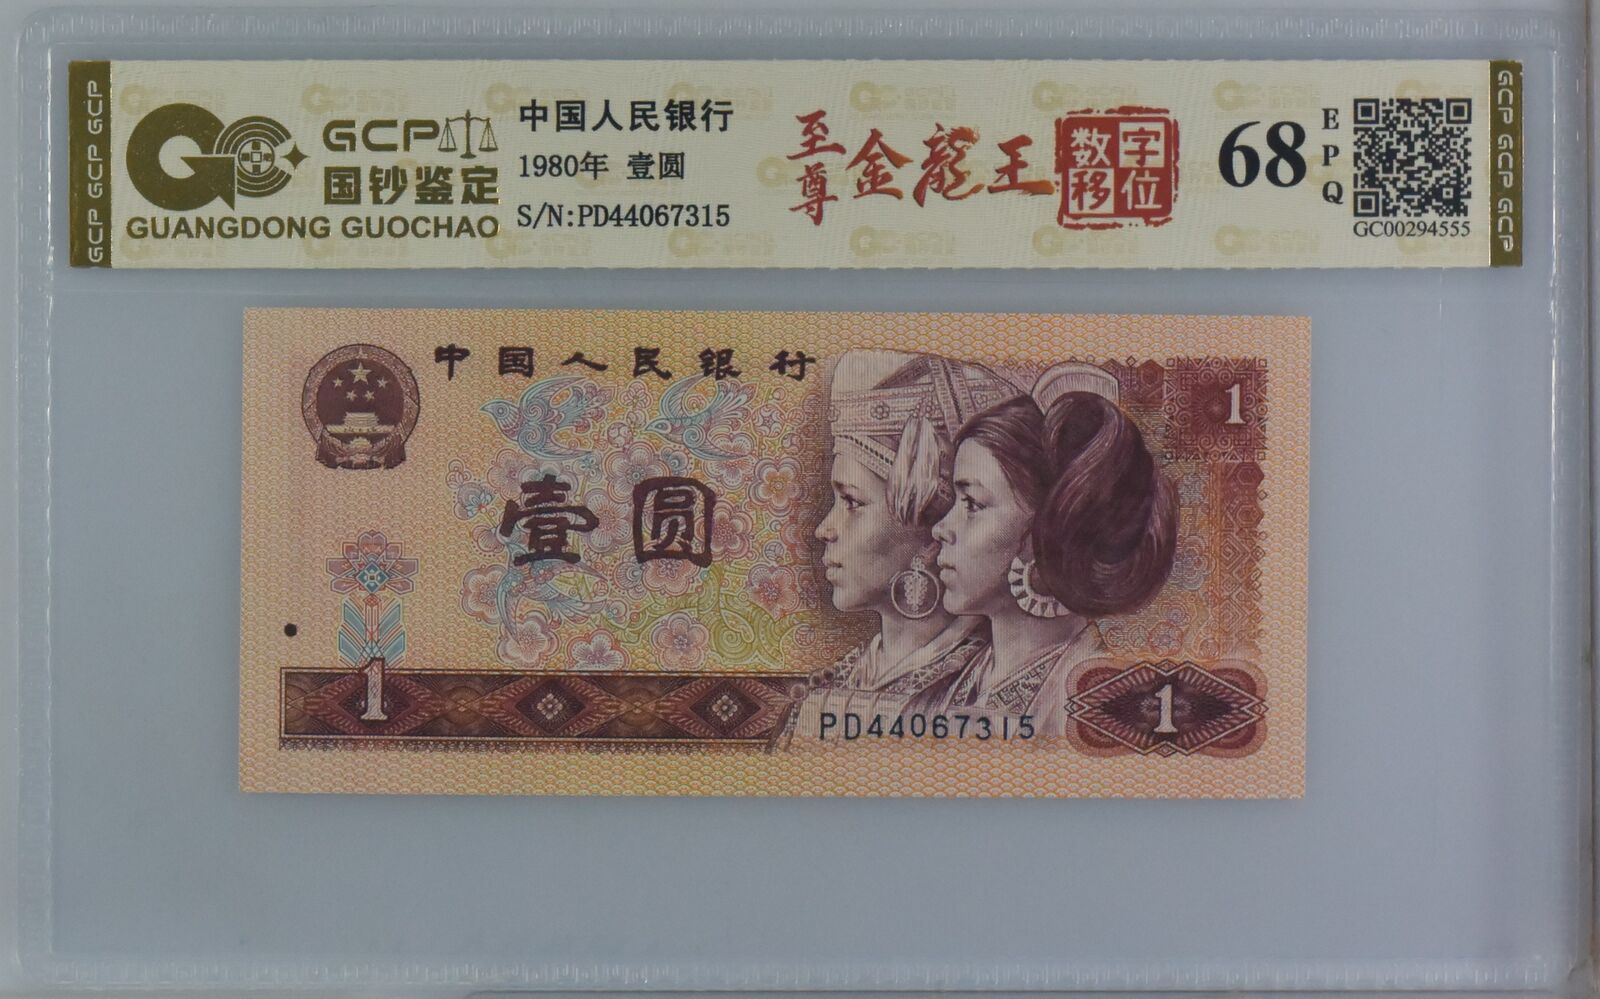 GCP GCP GCP
GCP
国钞鉴定
GUANGDONG GUOCHAO
中国人民银行
1980年 壹圆
S/N:PD44067315
至尊
金龍王
数字
移位
68
EPQ
GC00294555
GCP GCP GCP
中国人民银行
1
壹圆
1
PD44067315
1